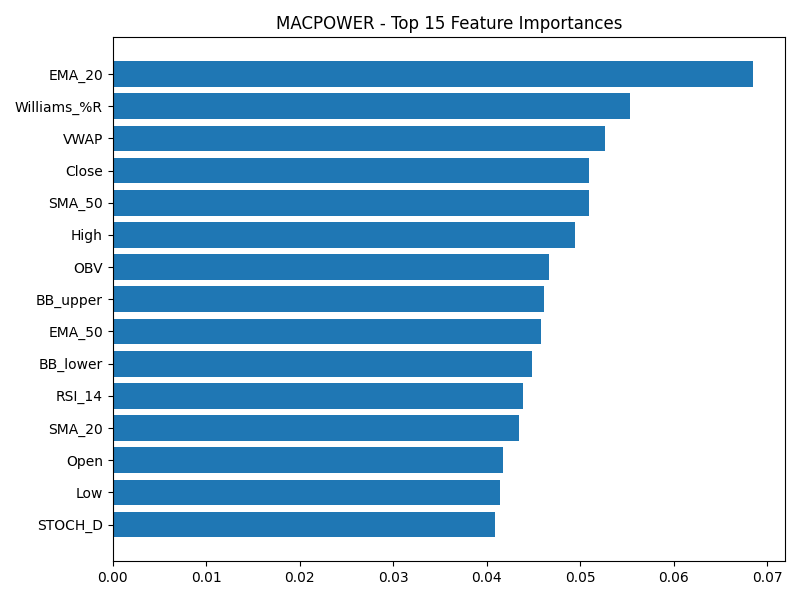 MACPOWER - Top 15 Feature Importances
EMA_20
Williams_%R
VWAP
Close
SMA_50
High
OBV
BB_upper
EMA_50
BB_lower
RSI_14
SMA_20
Open
Low
STOCH_D
0.00 0.01 0.02 0.03 0.04 0.05 0.06 0.07